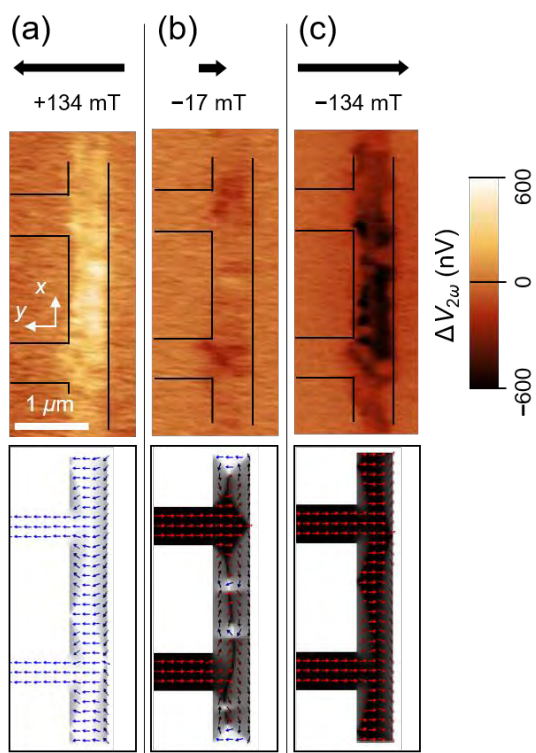 (a) (b) (c)
+134 mT −17 mT −134 mT
x
y
1 μm
600
0
−600
ΔV2ω (nV)